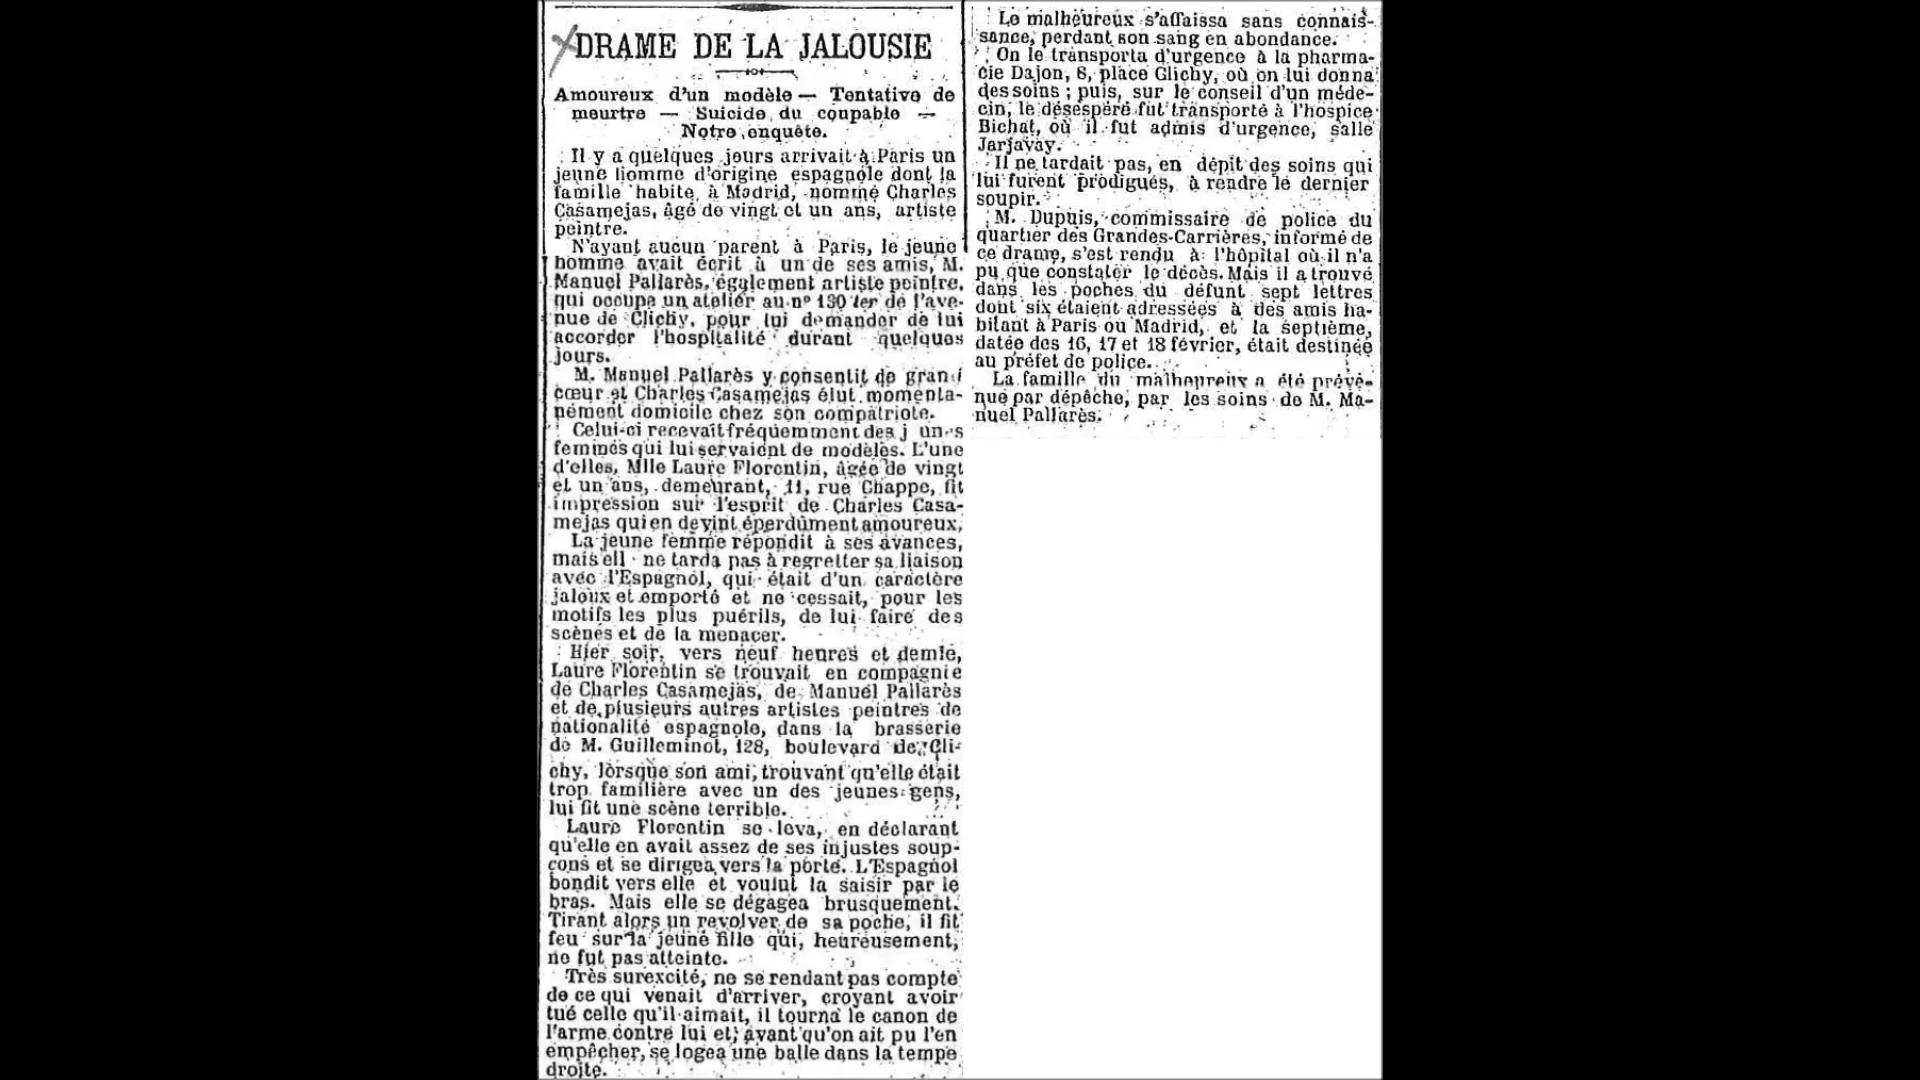 DRAME DE LA JALOUSIE
Amoureux d'un modèle — Tentative de
meurtre — Suicide du coupable —
Notre enquête.
Il y a quelques jours arrivait à Paris un
jeune homme d'origine espagnole dont la
famille habite à Madrid, nommé Charles
Casamejas, âgé de vingt et un ans, artiste
peintre.
N'ayant aucun parent à Paris, le jeune
homme avait écrit à un de ses amis, M.
Manuel Pallarès, également artiste peintre,
qui occupe un atelier au nº 130 ter de l'ave-
nue de Clichy, pour lui demander de lui
accorder l'hospitalité durant quelques
jours.
M. Manuel Pallarès y consentit de grand
cœur et Charles Casamejas élut momenta-
nément domicile chez son compatriote.
Celui-ci recevait fréquemment des jeunes
femmes qui lui servaient de modèles. L'une
d'elles, Mlle Laure Florentin, âgée de vingt
et un ans, demeurant, 11, rue Chappe, fit
impression sur l'esprit de Charles Casa-
mejas qui en devint éperdûment amoureux.
La jeune femme répondit à ses avances,
mais ell ne tarda pas à regretter sa liaison
avec l'Espagnol, qui était d'un caractère
jaloux et emporté et ne cessait, pour les
motifs les plus puérils, de lui faire des
scènes et de la menacer.
Hier soir, vers neuf heures et demie,
Laure Florentin se trouvait en compagnie
de Charles Casamejas, de Manuel Pallarès
et de plusieurs autres artistes peintres de
nationalité espagnole, dans la brasserie
de M. Guilleminot, 128, boulevard de Cli-
chy, lorsque son ami, trouvant qu'elle était
trop familière avec un des jeunes gens,
lui fit une scène terrible.
Laure Florentin se leva, en déclarant
qu'elle en avait assez de ses injustes soup-
çons et se dirigea vers la porte. L'Espagnol
bondit vers elle et voulut la saisir par le
bras. Mais elle se dégagea brusquement.
Tirant alors un revolver de sa poche, il fit
feu sur la jeune fille qui, heureusement,
ne fut pas atteinte.
Très surexcité, ne se rendant pas compte
de ce qui venait d'arriver, croyant avoir
tué celle qu'il aimait, il tourna le canon de
l'arme contre lui et, avant qu'on ait pu l'en
empêcher, se logea une balle dans la tempe
droite.
Le malheureux s'affaissa sans connais-
sance, perdant son sang en abondance.
On le transporta d'urgence à la pharma-
cie Dajon, 6, place Clichy, où on lui donna
des soins ; puis, sur le conseil d'un méde-
cin, le désespéré fut transporté à l'hospice
Bichat, où il fut admis d'urgence, salle
Jarjavay.
Il ne tardait pas, en dépit des soins qui
lui furent prodigués, à rendre le dernier
soupir.
M. Dupuis, commissaire de police du
quartier des Grandes-Carrières, informé de
ce drame, s'est rendu à l'hôpital où il n'a
pu que constater le décès. Mais il a trouvé
dans les poches du défunt sept lettres
dont six étaient adressées à des amis ha-
bitant à Paris ou Madrid, et la septième,
datée des 16, 17 et 18 février, était destinée
au préfet de police.
La famille du malheureux a été préve-
nue par dépêche, par les soins de M. Ma-
nuel Pallarès.